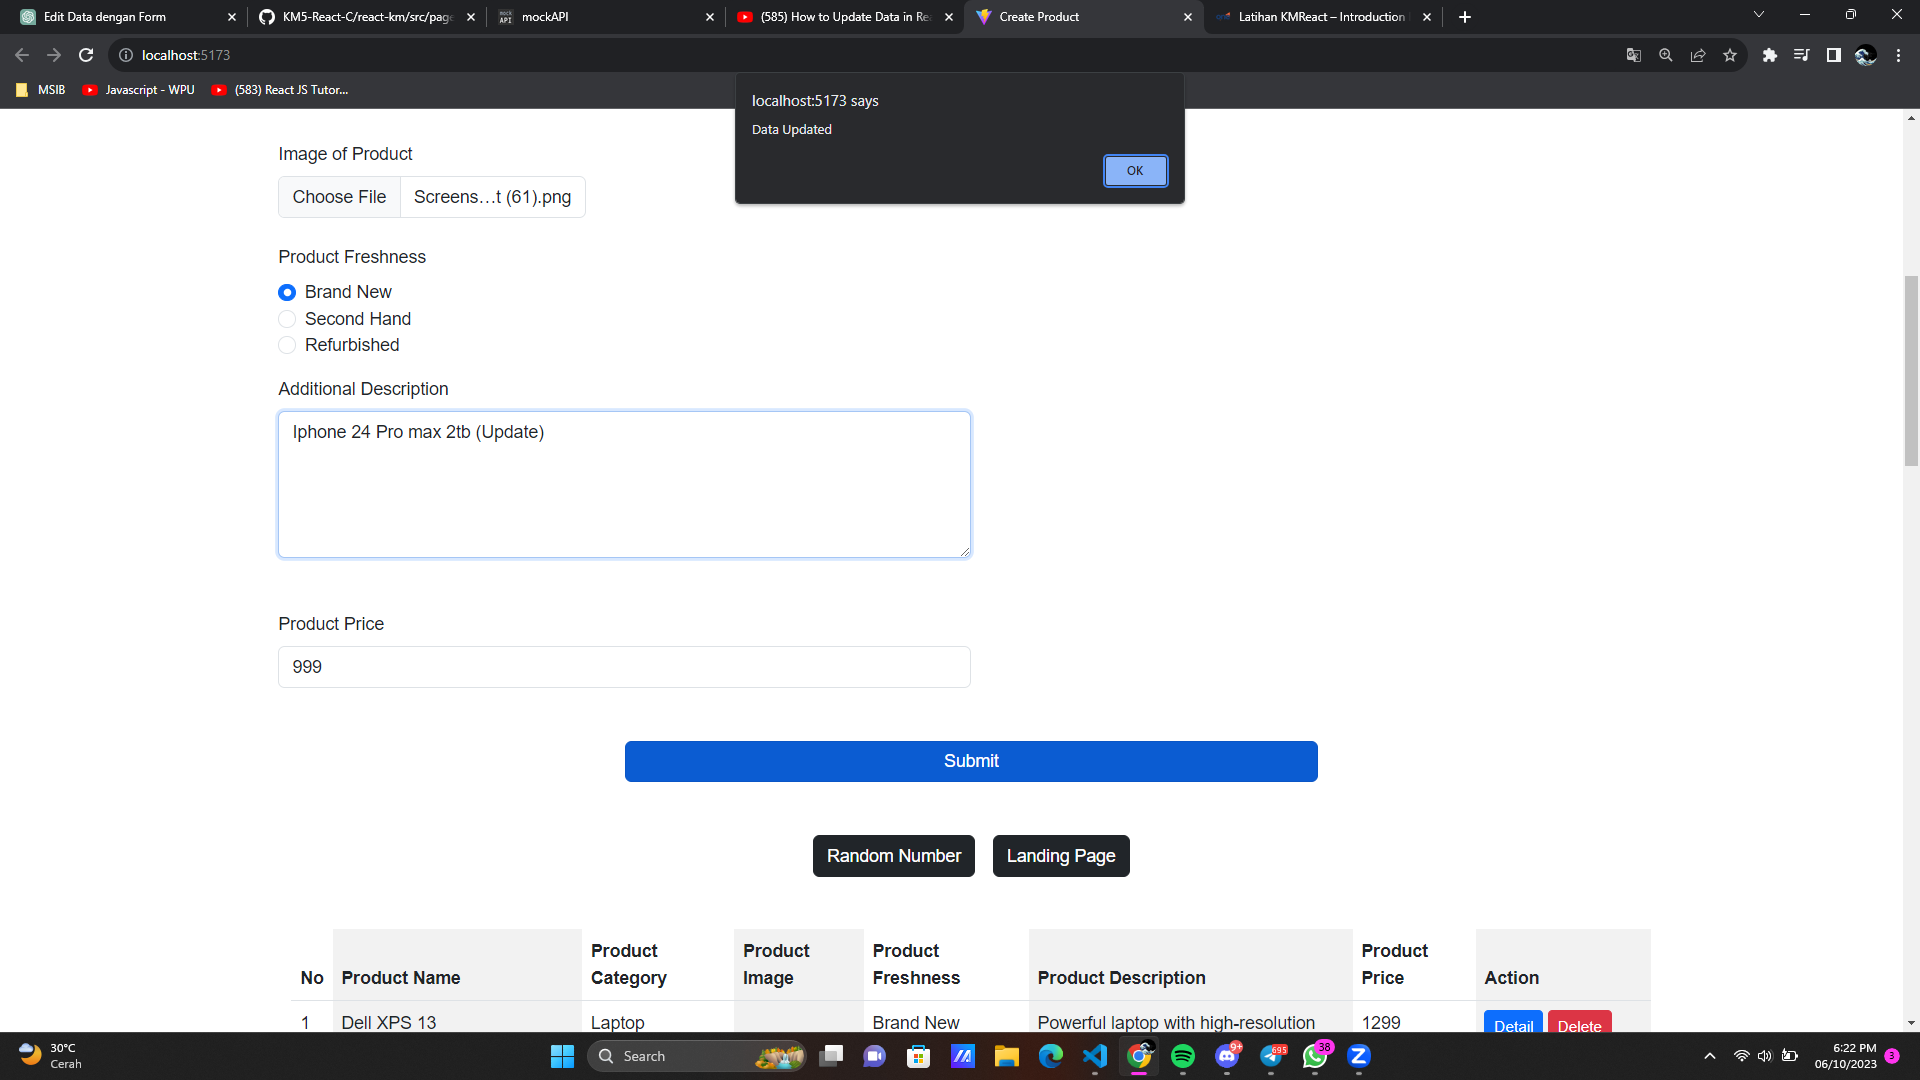 Edit Data dengan Form
KM5-React-C/react-km/src/page
mockAPI
(585) How to Update Data in Re
Create Product
Latihan KMReact – Introduction
localhost:5173
MSIB
Javascript - WPU
(583) React JS Tutor...
localhost:5173 says
Data Updated
OK
Image of Product
Choose File
Screens...t (61).png
Product Freshness
Brand New
Second Hand
Refurbished
Additional Description
Iphone 24 Pro max 2tb (Update)
Product Price
999
Submit
Random Number
Landing Page
No
Product Name
Product
Category
Product
Image
Product
Freshness
Product Description
Product
Price
Action
1
Dell XPS 13
Laptop
Brand New
Powerful laptop with high-resolution
1299
Detail
Delete
30°C
Cerah
Search
9+
695
38
6:22 PM
06/10/2023
3